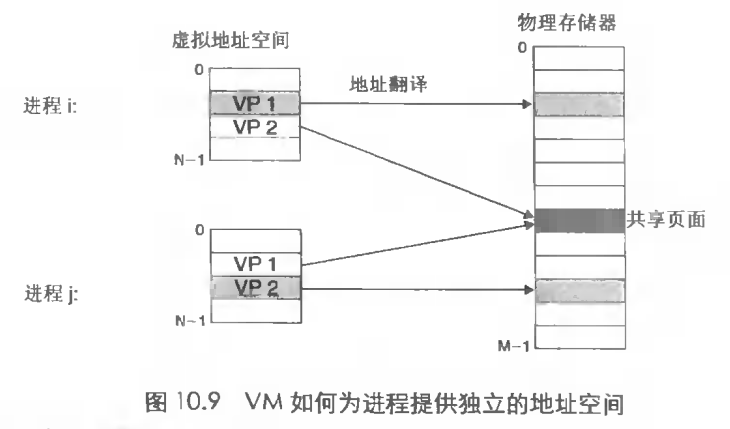 物理存储器
虚拟地址空间
0
0
地址翻译
进程 i:
VP 1
VP 2
N-1
共享页面
0
VP 1
进程 j:
VP 2
N-1
M-1
图 10.9 VM 如何为进程提供独立的地址空间